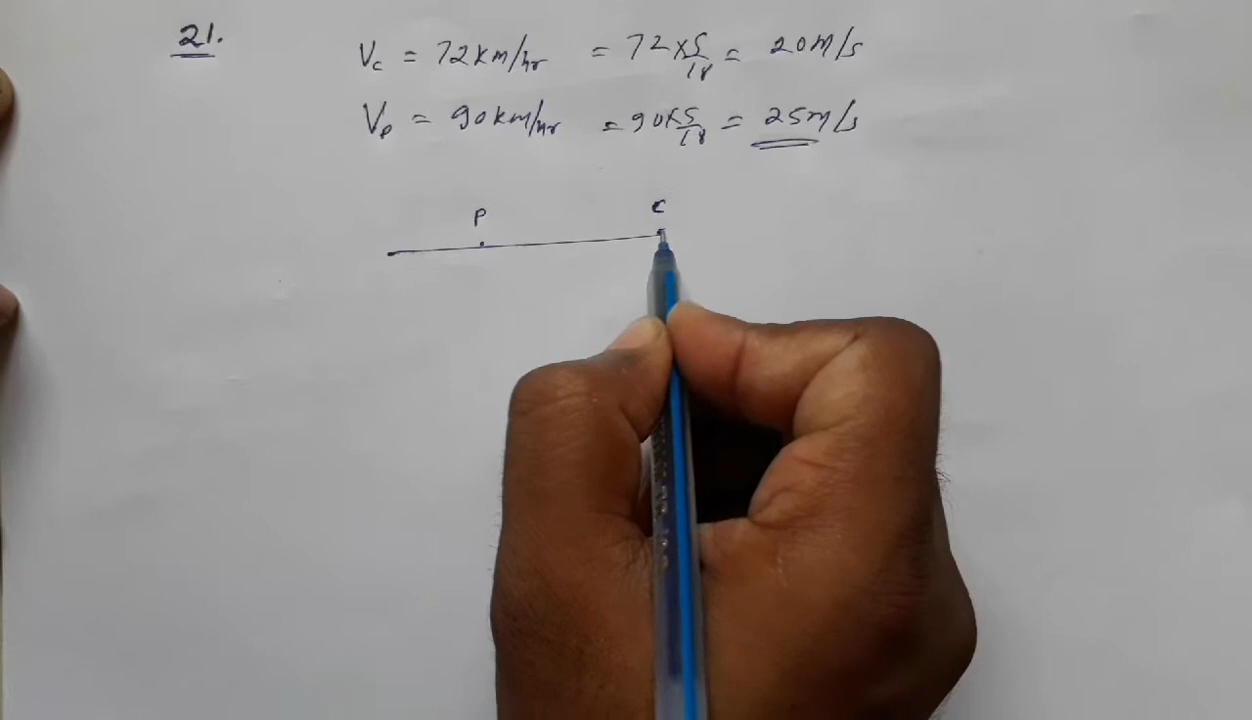 21.
Vc = 72km/hr = 72×5/18 = 20m/s
Vp = 90km/hr = 90×5/18 = 25m/s
P C